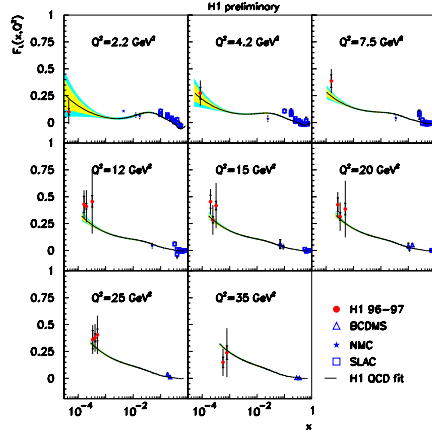 H1 preliminary
F_L(x,Q²)
Q²=2.2 GeV² Q²=4.2 GeV² Q²=7.5 GeV²
1
0.75
0.5
0.25
0
Q²=12 GeV² Q²=15 GeV² Q²=20 GeV²
1
0.75
0.5
0.25
0
Q²=25 GeV² Q²=35 GeV²
1
0.75
0.5
0.25
0
H1 96-97
BCDMS
NMC
SLAC
H1 QCD fit
10⁻⁴ 10⁻² 10⁻⁴ 10⁻² 1
x